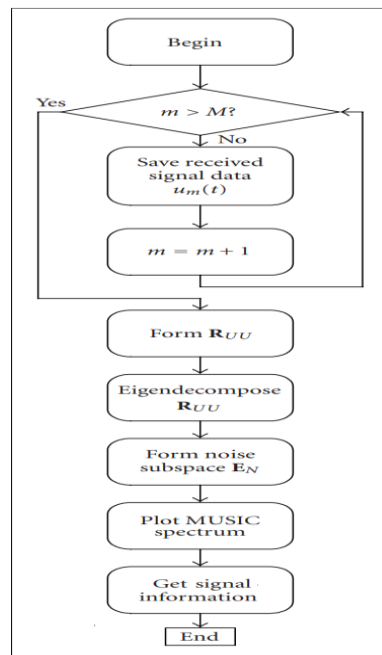 Begin
Yes
m > M?
No
Save received
signal data
u_m(t)
m = m + 1
Form R_UU
Eigendecompose
R_UU
Form noise
subspace E_N
Plot MUSIC
spectrum
Get signal
information
End